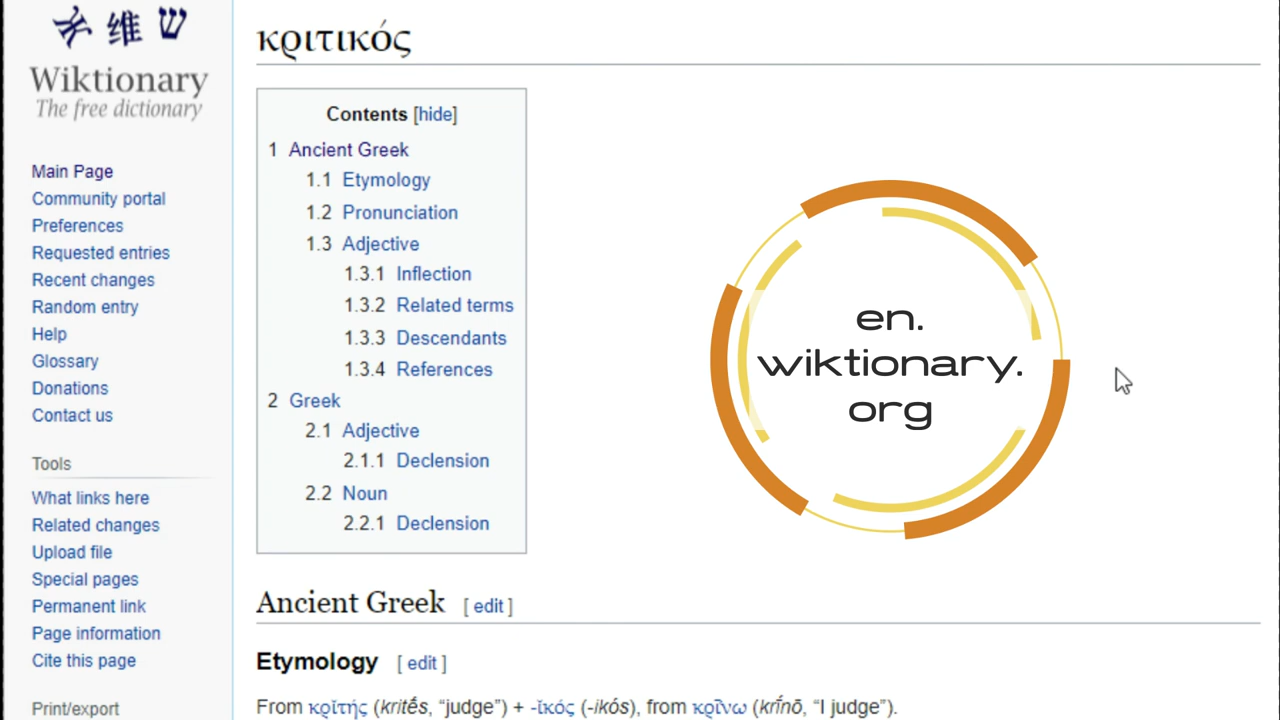 维 ש
Wiktionary
The free dictionary
Main Page
Community portal
Preferences
Requested entries
Recent changes
Random entry
Help
Glossary
Donations
Contact us
Tools
What links here
Related changes
Upload file
Special pages
Permanent link
Page information
Cite this page
Print/export
κριτικός
Contents [hide]
1 Ancient Greek
1.1 Etymology
1.2 Pronunciation
1.3 Adjective
1.3.1 Inflection
1.3.2 Related terms
1.3.3 Descendants
1.3.4 References
2 Greek
2.1 Adjective
2.1.1 Declension
2.2 Noun
2.2.1 Declension
en.
wiktionary.
org
Ancient Greek [ edit ]
Etymology [ edit ]
From κρῐτής (kritḗs, “judge”) + -ῐκός (-ikós), from κρῑ́νω (krī́nō, “I judge”).